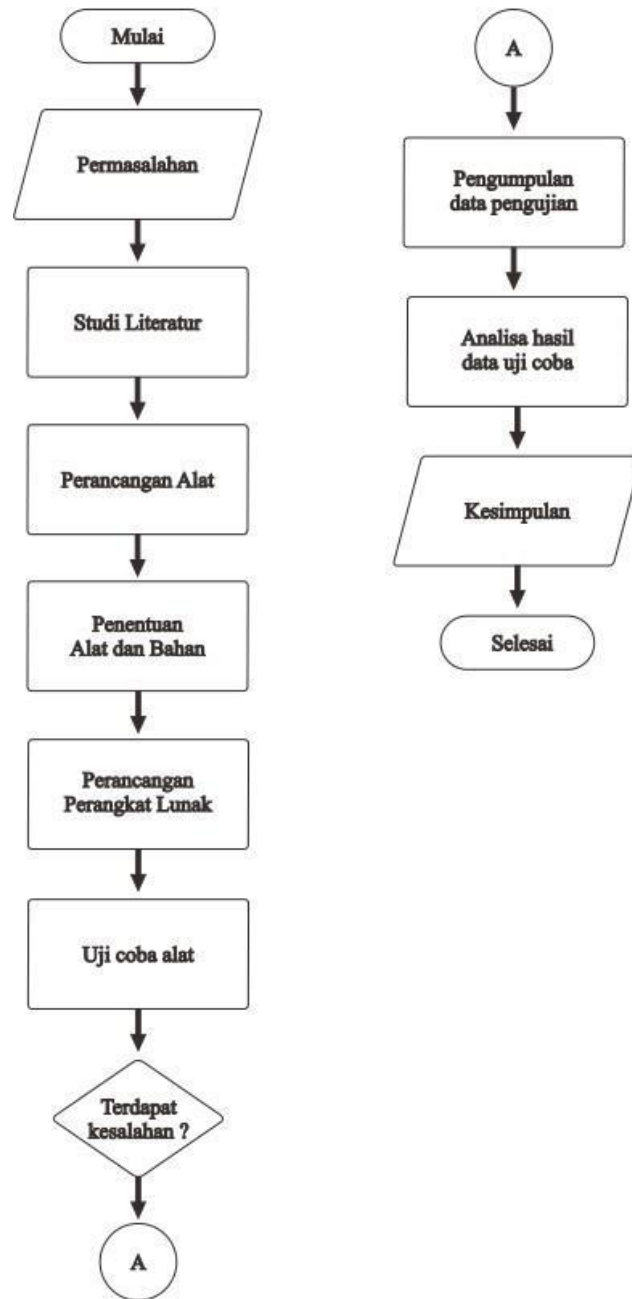 Mulai
Permasalahan
Studi Literatur
Perancangan Alat
Penentuan
Alat dan Bahan
Perancangan
Perangkat Lunak
Uji coba alat
Terdapat
kesalahan ?
A
A
Pengumpulan
data pengujian
Analisa hasil
data uji coba
Kesimpulan
Selesai